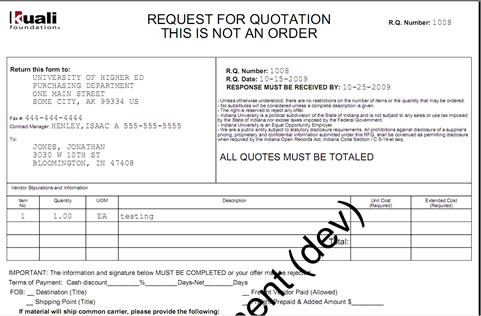 kuali
foundation
REQUEST FOR QUOTATION
THIS IS NOT AN ORDER
R.Q. Number: 1008
Return this form to:
UNIVERSITY OF HIGHER ED
PURCHASING DEPARTMENT
ONE MAIN STREET
SOME CITY, AK 99334 US
Fax #: 444-444-4444
Contract Manager: HENLEY, ISAAC A 555-555-5555
To:
JONES, JONATHAN
3030 W 10TH ST
BLOOMINGTON, IN 47408
R.Q. Number: 1008
R.Q. Date: 10-15-2009
RESPONSE MUST BE RECEIVED BY: 10-25-2009
- Unless otherwise understood, there are no restrictions on the number of items or the quantity that may be ordered.
- No substitutes will be considered unless a complete description is given.
- The right is reserved to reject any offer.
- Indiana University is a political subdivision of the State of Indiana and is not subject to any sales or use tax imposed
by the State of Indiana nor excise taxes imposed by the Federal Government.
- Indiana University is an Equal Opportunity Employer.
- We are a public entity subject to statutory disclosure requirements. All prohibitions against disclosure of a supplier's
pricing, proprietary and confidential information submitted under this RFQ, shall be construed as permitting disclosure
when required by the Indiana Open Records Act, Indiana Code Section I C 5-14-et seq.
ALL QUOTES MUST BE TOTALED
Vendor Stipulations and Information
Item No. Quantity UOM Description Unit Cost (Required) Extended Cost (Required)
1 1.00 EA testing
Total:
(dev)
IMPORTANT: The information and signature below MUST BE COMPLETED or your offer may be rejected
Terms of Payment: Cash discount________%________Days-Net________Days
FOB: __ Destination (Title) __ Freight Vendor Paid (Allowed)
__ Shipping Point (Title) Prepaid & Added Amount $________
If material will ship common carrier, please provide the following: